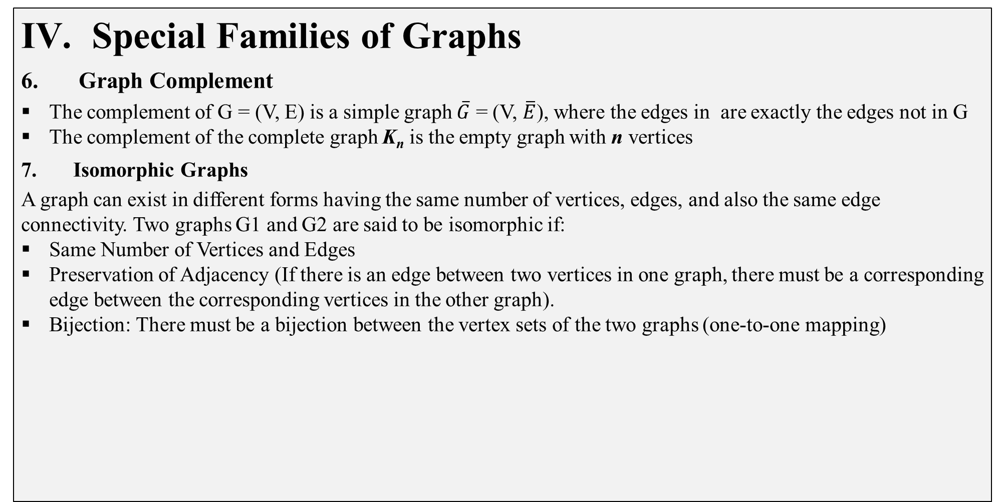 IV. Special Families of Graphs
6. Graph Complement
▪ The complement of G = (V, E) is a simple graph Ḡ = (V, Ē), where the edges in  are exactly the edges not in G
▪ The complement of the complete graph Kₙ is the empty graph with n vertices
7. Isomorphic Graphs
A graph can exist in different forms having the same number of vertices, edges, and also the same edge
connectivity. Two graphs G1 and G2 are said to be isomorphic if:
▪ Same Number of Vertices and Edges
▪ Preservation of Adjacency (If there is an edge between two vertices in one graph, there must be a corresponding
edge between the corresponding vertices in the other graph).
▪ Bijection: There must be a bijection between the vertex sets of the two graphs (one-to-one mapping)